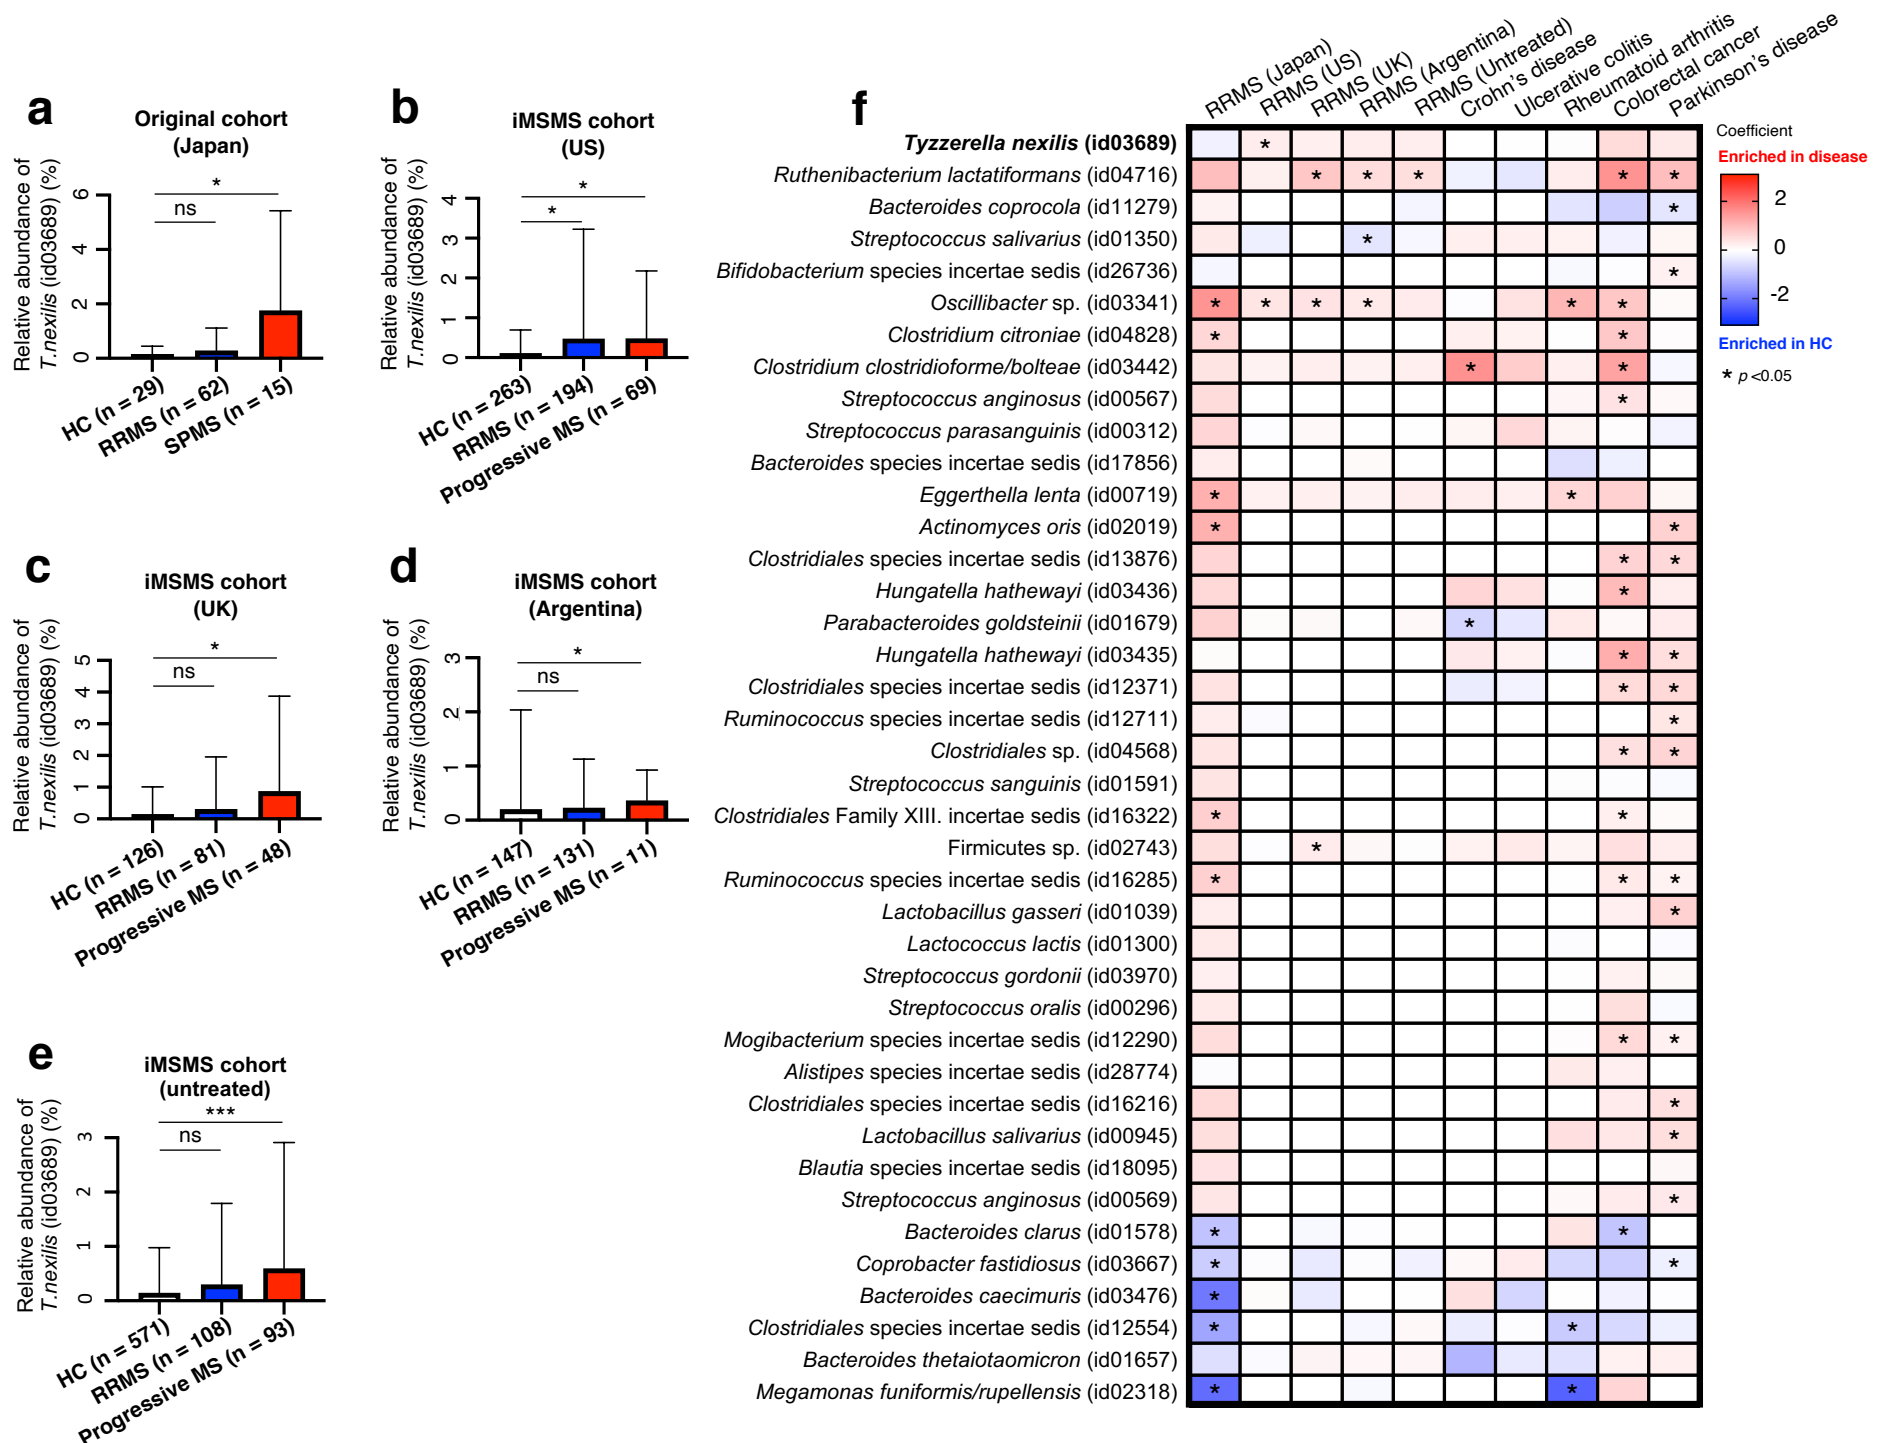 a
Original cohort
(Japan)
Relative abundance of
T.nexilis (id03689) (%)
6
4
2
0
*
ns
HC (n = 29)
RRMS (n = 62)
SPMS (n = 15)
b
iMSMS cohort
(US)
Relative abundance of
T.nexilis (id03689) (%)
4
3
2
1
0
*
*
HC (n = 263)
RRMS (n = 194)
Progressive MS (n = 69)
c
iMSMS cohort
(UK)
Relative abundance of
T.nexilis (id03689) (%)
5
4
3
2
1
0
*
ns
HC (n = 126)
RRMS (n = 81)
Progressive MS (n = 48)
d
iMSMS cohort
(Argentina)
Relative abundance of
T.nexilis (id03689) (%)
3
2
1
0
*
ns
HC (n = 147)
RRMS (n = 131)
Progressive MS (n = 11)
e
iMSMS cohort
(untreated)
Relative abundance of
T.nexilis (id03689) (%)
3
2
1
0
***
ns
HC (n = 571)
RRMS (n = 108)
Progressive MS (n = 93)
f
RRMS (Japan)
RRMS (US)
RRMS (UK)
RRMS (Argentina)
RRMS (Untreated)
Crohn's disease
Ulcerative colitis
Rheumatoid arthritis
Colorectal cancer
Parkinson's disease
Tyzzerella nexilis (id03689) *
Ruthenibacterium lactatiformans (id04716) * * * * *
Bacteroides coprocola (id11279) *
Streptococcus salivarius (id01350) *
Bifidobacterium species incertae sedis (id26736) *
Oscillibacter sp. (id03341) * * * * * *
Clostridium citroniae (id04828) * *
Clostridium clostridioforme/bolteae (id03442) * *
Streptococcus anginosus (id00567) *
Streptococcus parasanguinis (id00312)
Bacteroides species incertae sedis (id17856)
Eggerthella lenta (id00719) * *
Actinomyces oris (id02019) * *
Clostridiales species incertae sedis (id13876) * *
Hungatella hathewayi (id03436) *
Parabacteroides goldsteinii (id01679) *
Hungatella hathewayi (id03435) * *
Clostridiales species incertae sedis (id12371) * *
Ruminococcus species incertae sedis (id12711) *
Clostridiales sp. (id04568) * *
Streptococcus sanguinis (id01591)
Clostridiales Family XIII. incertae sedis (id16322) * *
Firmicutes sp. (id02743) *
Ruminococcus species incertae sedis (id16285) * * *
Lactobacillus gasseri (id01039) *
Lactococcus lactis (id01300)
Streptococcus gordonii (id03970)
Streptococcus oralis (id00296)
Mogibacterium species incertae sedis (id12290) * *
Alistipes species incertae sedis (id28774)
Clostridiales species incertae sedis (id16216) *
Lactobacillus salivarius (id00945) *
Blautia species incertae sedis (id18095)
Streptococcus anginosus (id00569) *
Bacteroides clarus (id01578) * *
Coprobacter fastidiosus (id03667) * *
Bacteroides caecimuris (id03476) *
Clostridiales species incertae sedis (id12554) * *
Bacteroides thetaiotaomicron (id01657)
Megamonas funiformis/rupellensis (id02318) * *
Coefficient
Enriched in disease
2
0
-2
Enriched in HC
* p <0.05